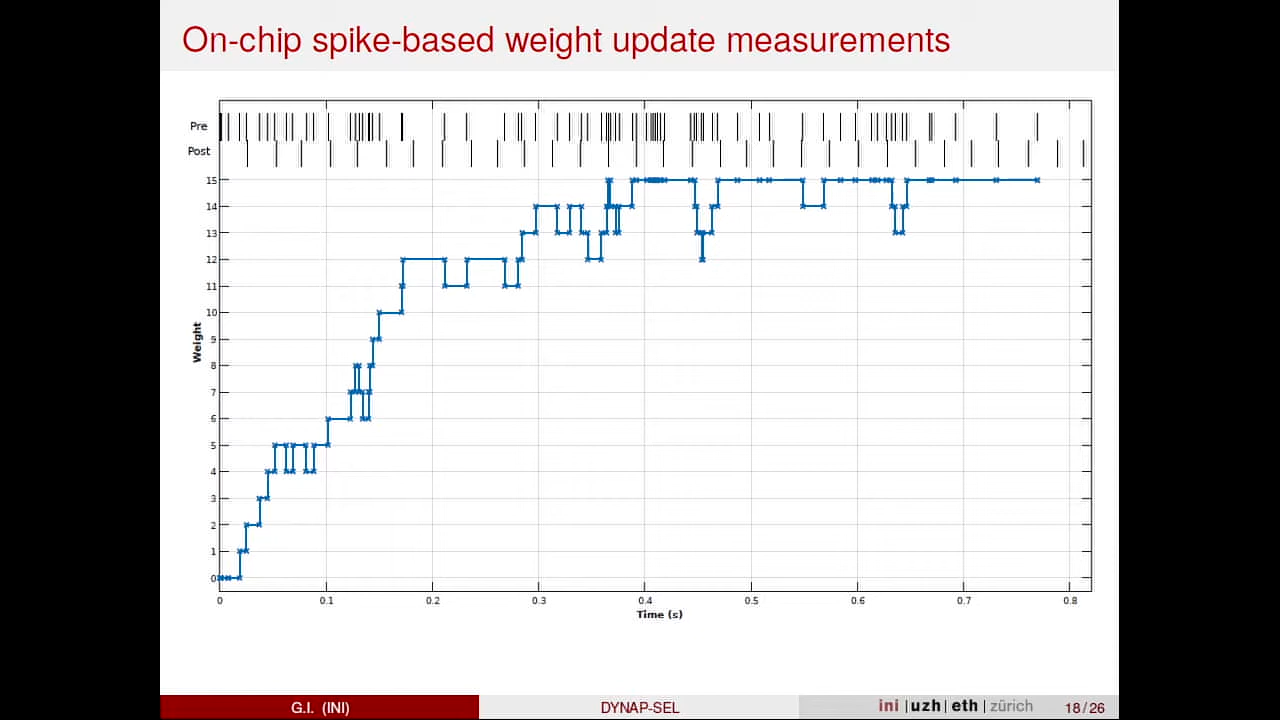 On-chip spike-based weight update measurements
Pre
Post
15
14
13
12
11
10
9
8
7
6
5
4
3
2
1
0
Weight
0 0.1 0.2 0.3 0.4 0.5 0.6 0.7 0.8
Time (s)
G.I. (INI) DYNAP-SEL ini | uzh | eth | zürich 18/26